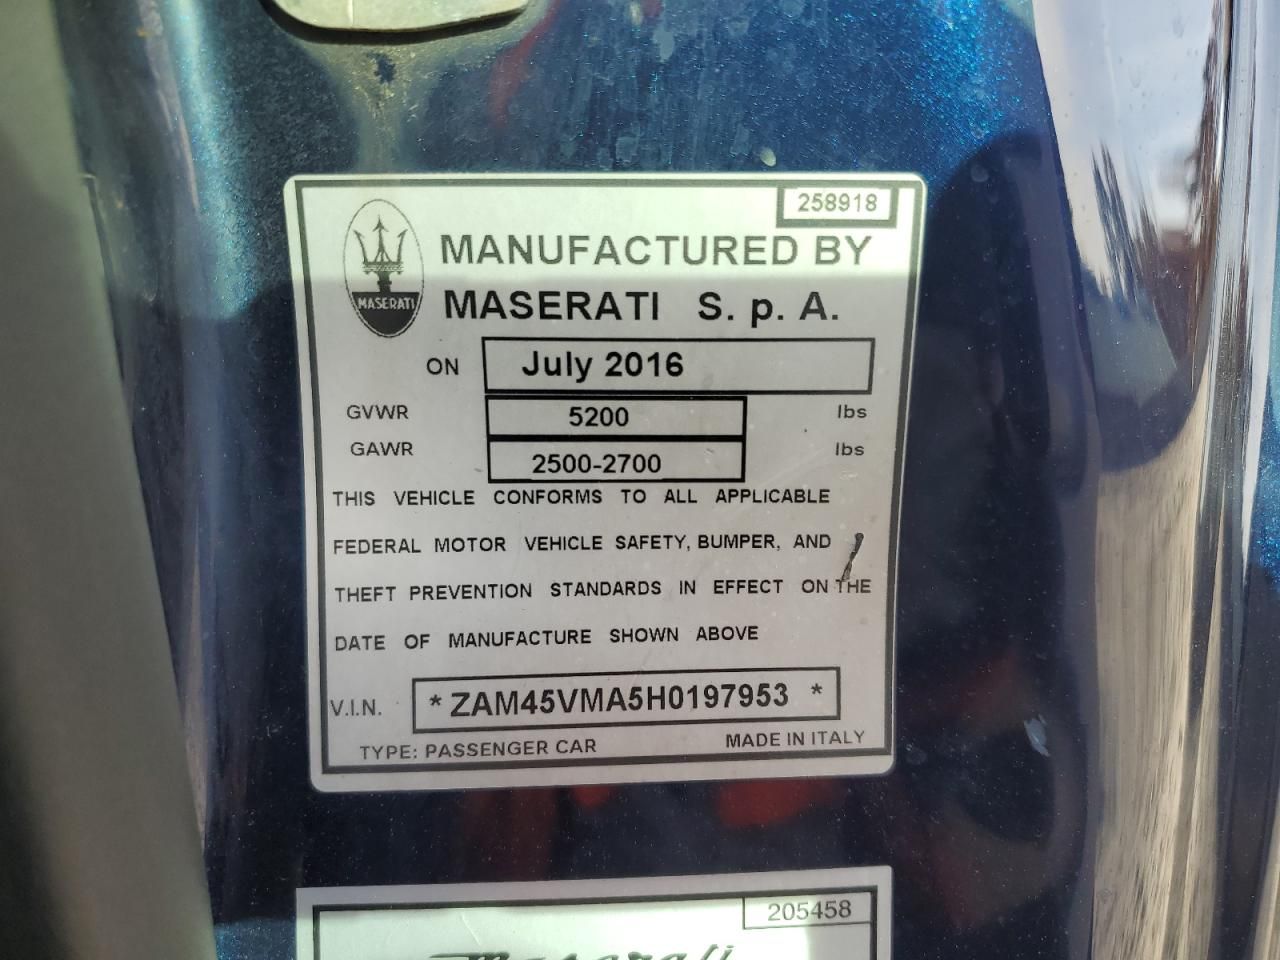 258918
MASERATI
MANUFACTURED BY
MASERATI S. p. A.
ON July 2016
GVWR 5200 lbs
GAWR 2500-2700 lbs
THIS VEHICLE CONFORMS TO ALL APPLICABLE
FEDERAL MOTOR VEHICLE SAFETY, BUMPER, AND
THEFT PREVENTION STANDARDS IN EFFECT ON THE
DATE OF MANUFACTURE SHOWN ABOVE
V.I.N. * ZAM45VMA5H0197953 *
TYPE: PASSENGER CAR MADE IN ITALY
205458
Maserati